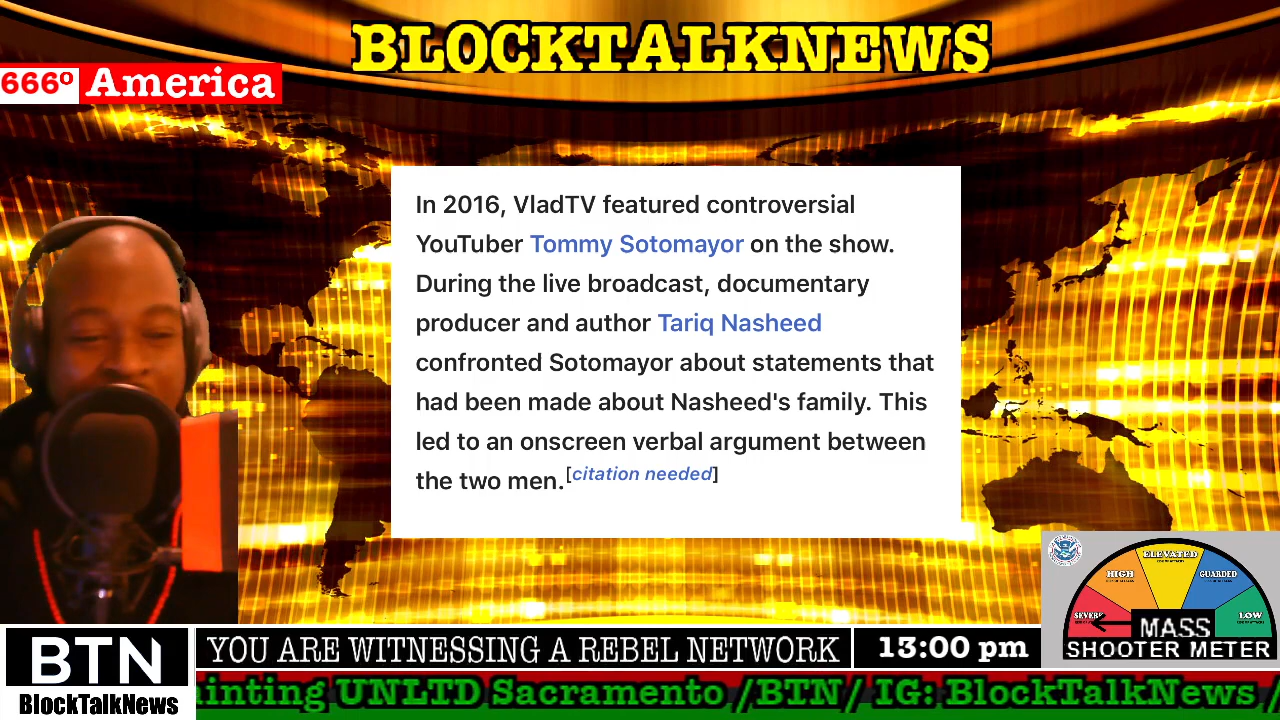 BLOCKTALKNEWS
666° America
In 2016, VladTV featured controversial
YouTuber Tommy Sotomayor on the show.
During the live broadcast, documentary
producer and author Tariq Nasheed
confronted Sotomayor about statements that
had been made about Nasheed's family. This
led to an onscreen verbal argument between
the two men.[citation needed]
ELEVATED
HIGH
GUARDED
SEVERE
LOW
MASS
SHOOTER METER
BTN
BlockTalkNews
YOU ARE WITNESSING A REBEL NETWORK
13:00 pm
ainting UNLTD Sacramento /BTN/ IG: BlockTalkNews /